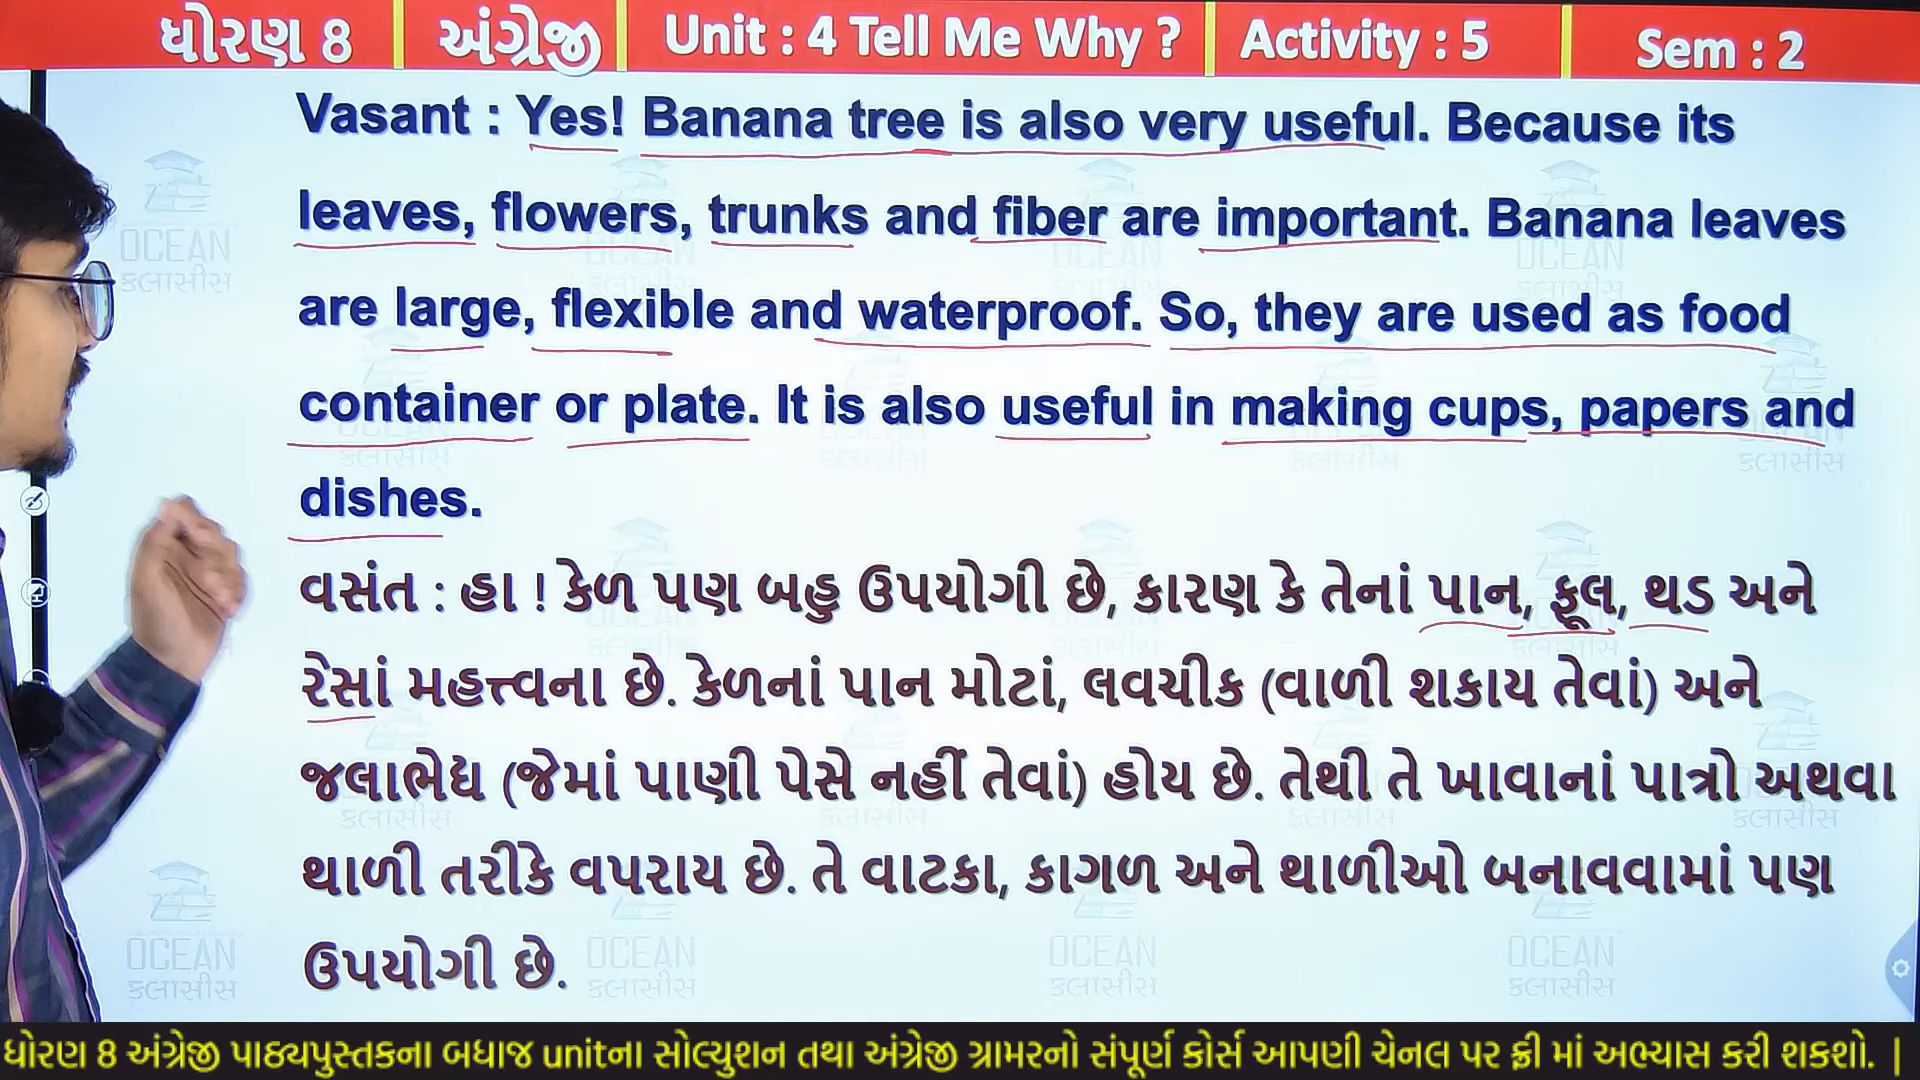 ધોરણ 8 અંગ્રેજી Unit : 4 Tell Me Why ? Activity : 5 Sem : 2
Vasant : Yes! Banana tree is also very useful. Because its
leaves, flowers, trunks and fiber are important. Banana leaves
are large, flexible and waterproof. So, they are used as food
container or plate. It is also useful in making cups, papers and
dishes.
વસંત : હા ! કેળ પણ બહુ ઉપયોગી છે, કારણ કે તેનાં પાન, ફૂલ, થડ અને
રેસાં મહત્ત્વના છે. કેળનાં પાન મોટાં, લવચીક (વાળી શકાય તેવાં) અને
જલાભેદ્ય (જેમાં પાણી પેસે નહીં તેવાં) હોય છે. તેથી તે ખાવાનાં પાત્રો અથવા
થાળી તરીકે વપરાય છે. તે વાટકા, કાગળ અને થાળીઓ બનાવવામાં પણ
ઉપયોગી છે.
OCEAN
કલાસીસ
ધોરણ 8 અંગ્રેજી પાઠ્યપુસ્તકના બધાજ unitના સોલ્યુશન તથા અંગ્રેજી ગ્રામરનો સંપૂર્ણ કોર્સ આપણી ચેનલ પર ફ્રી માં અભ્યાસ કરી શકશો. |